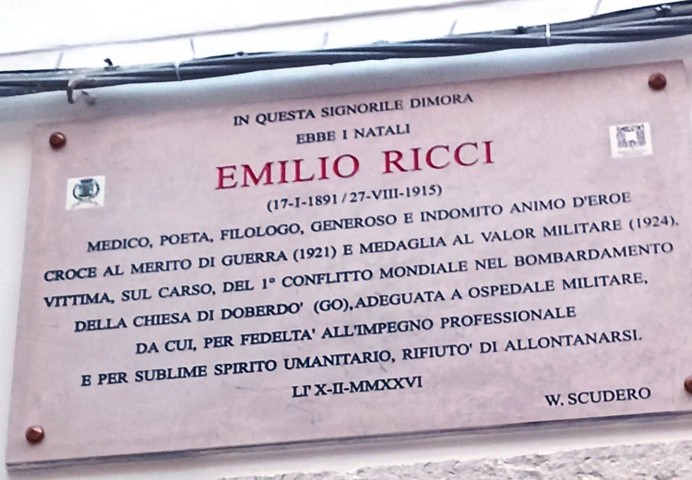 IN QUESTA SIGNORILE DIMORA
EBBE I NATALI
EMILIO RICCI
(17-I-1891 / 27-VIII-1915)
MEDICO, POETA, FILOLOGO, GENEROSO E INDOMITO ANIMO D'EROE
CROCE AL MERITO DI GUERRA (1921) E MEDAGLIA AL VALOR MILITARE (1924).
VITTIMA, SUL CARSO, DEL 1° CONFLITTO MONDIALE NEL BOMBARDAMENTO
DELLA CHIESA DI DOBERDO' (GO), ADEGUATA A OSPEDALE MILITARE,
DA CUI, PER FEDELTA' ALL'IMPEGNO PROFESSIONALE
E PER SUBLIME SPIRITO UMANITARIO, RIFIUTO' DI ALLONTANARSI.
LI' X-II-MMXXVI
W. SCUDERO